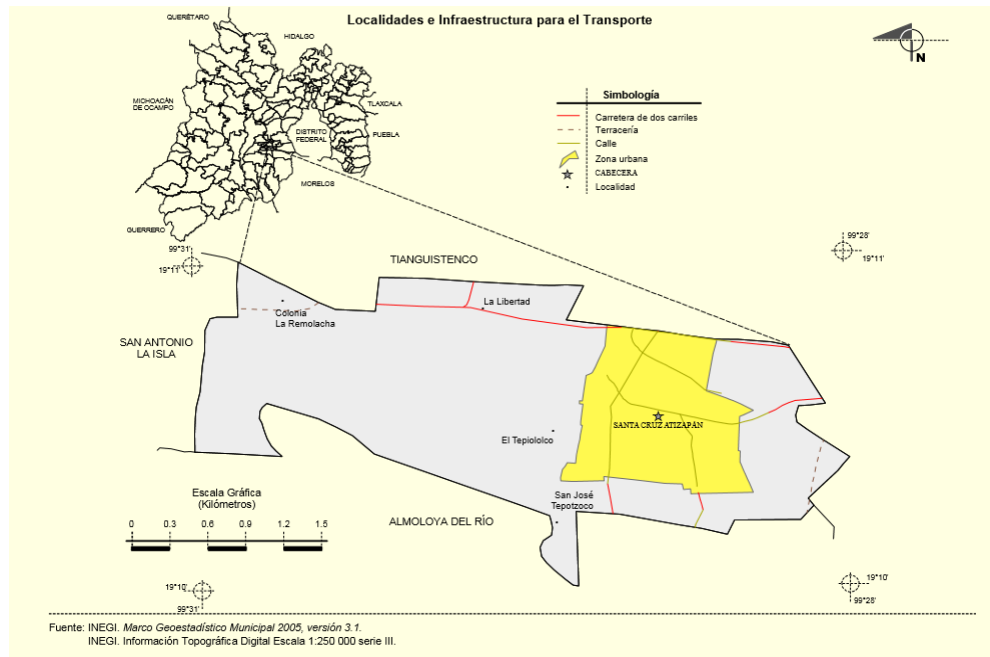 Localidades e Infraestructura para el Transporte
QUERÉTARO
HIDALGO
MICHOACÁN
DE OCAMPO
TLAXCALA
DISTRITO
FEDERAL
PUEBLA
MORELOS
GUERRERO
N
Simbología
Carretera de dos carriles
Terracería
Calle
Zona urbana
CABECERA
Localidad
99°31'
19°11'
99°28'
19°11'
TIANGUISTENCO
Colonia
La Remolacha
La Libertad
SAN ANTONIO
LA ISLA
SANTA CRUZ ATIZAPÁN
El Tepiololco
San José
Tepotzoco
ALMOLOYA DEL RÍO
Escala Gráfica
(Kilómetros)
0 0.3 0.6 0.9 1.2 1.5
19°10'
99°31'
19°10'
99°28'
Fuente: INEGI. Marco Geoestadístico Municipal 2005, versión 3.1.
INEGI. Información Topográfica Digital Escala 1:250 000 serie III.